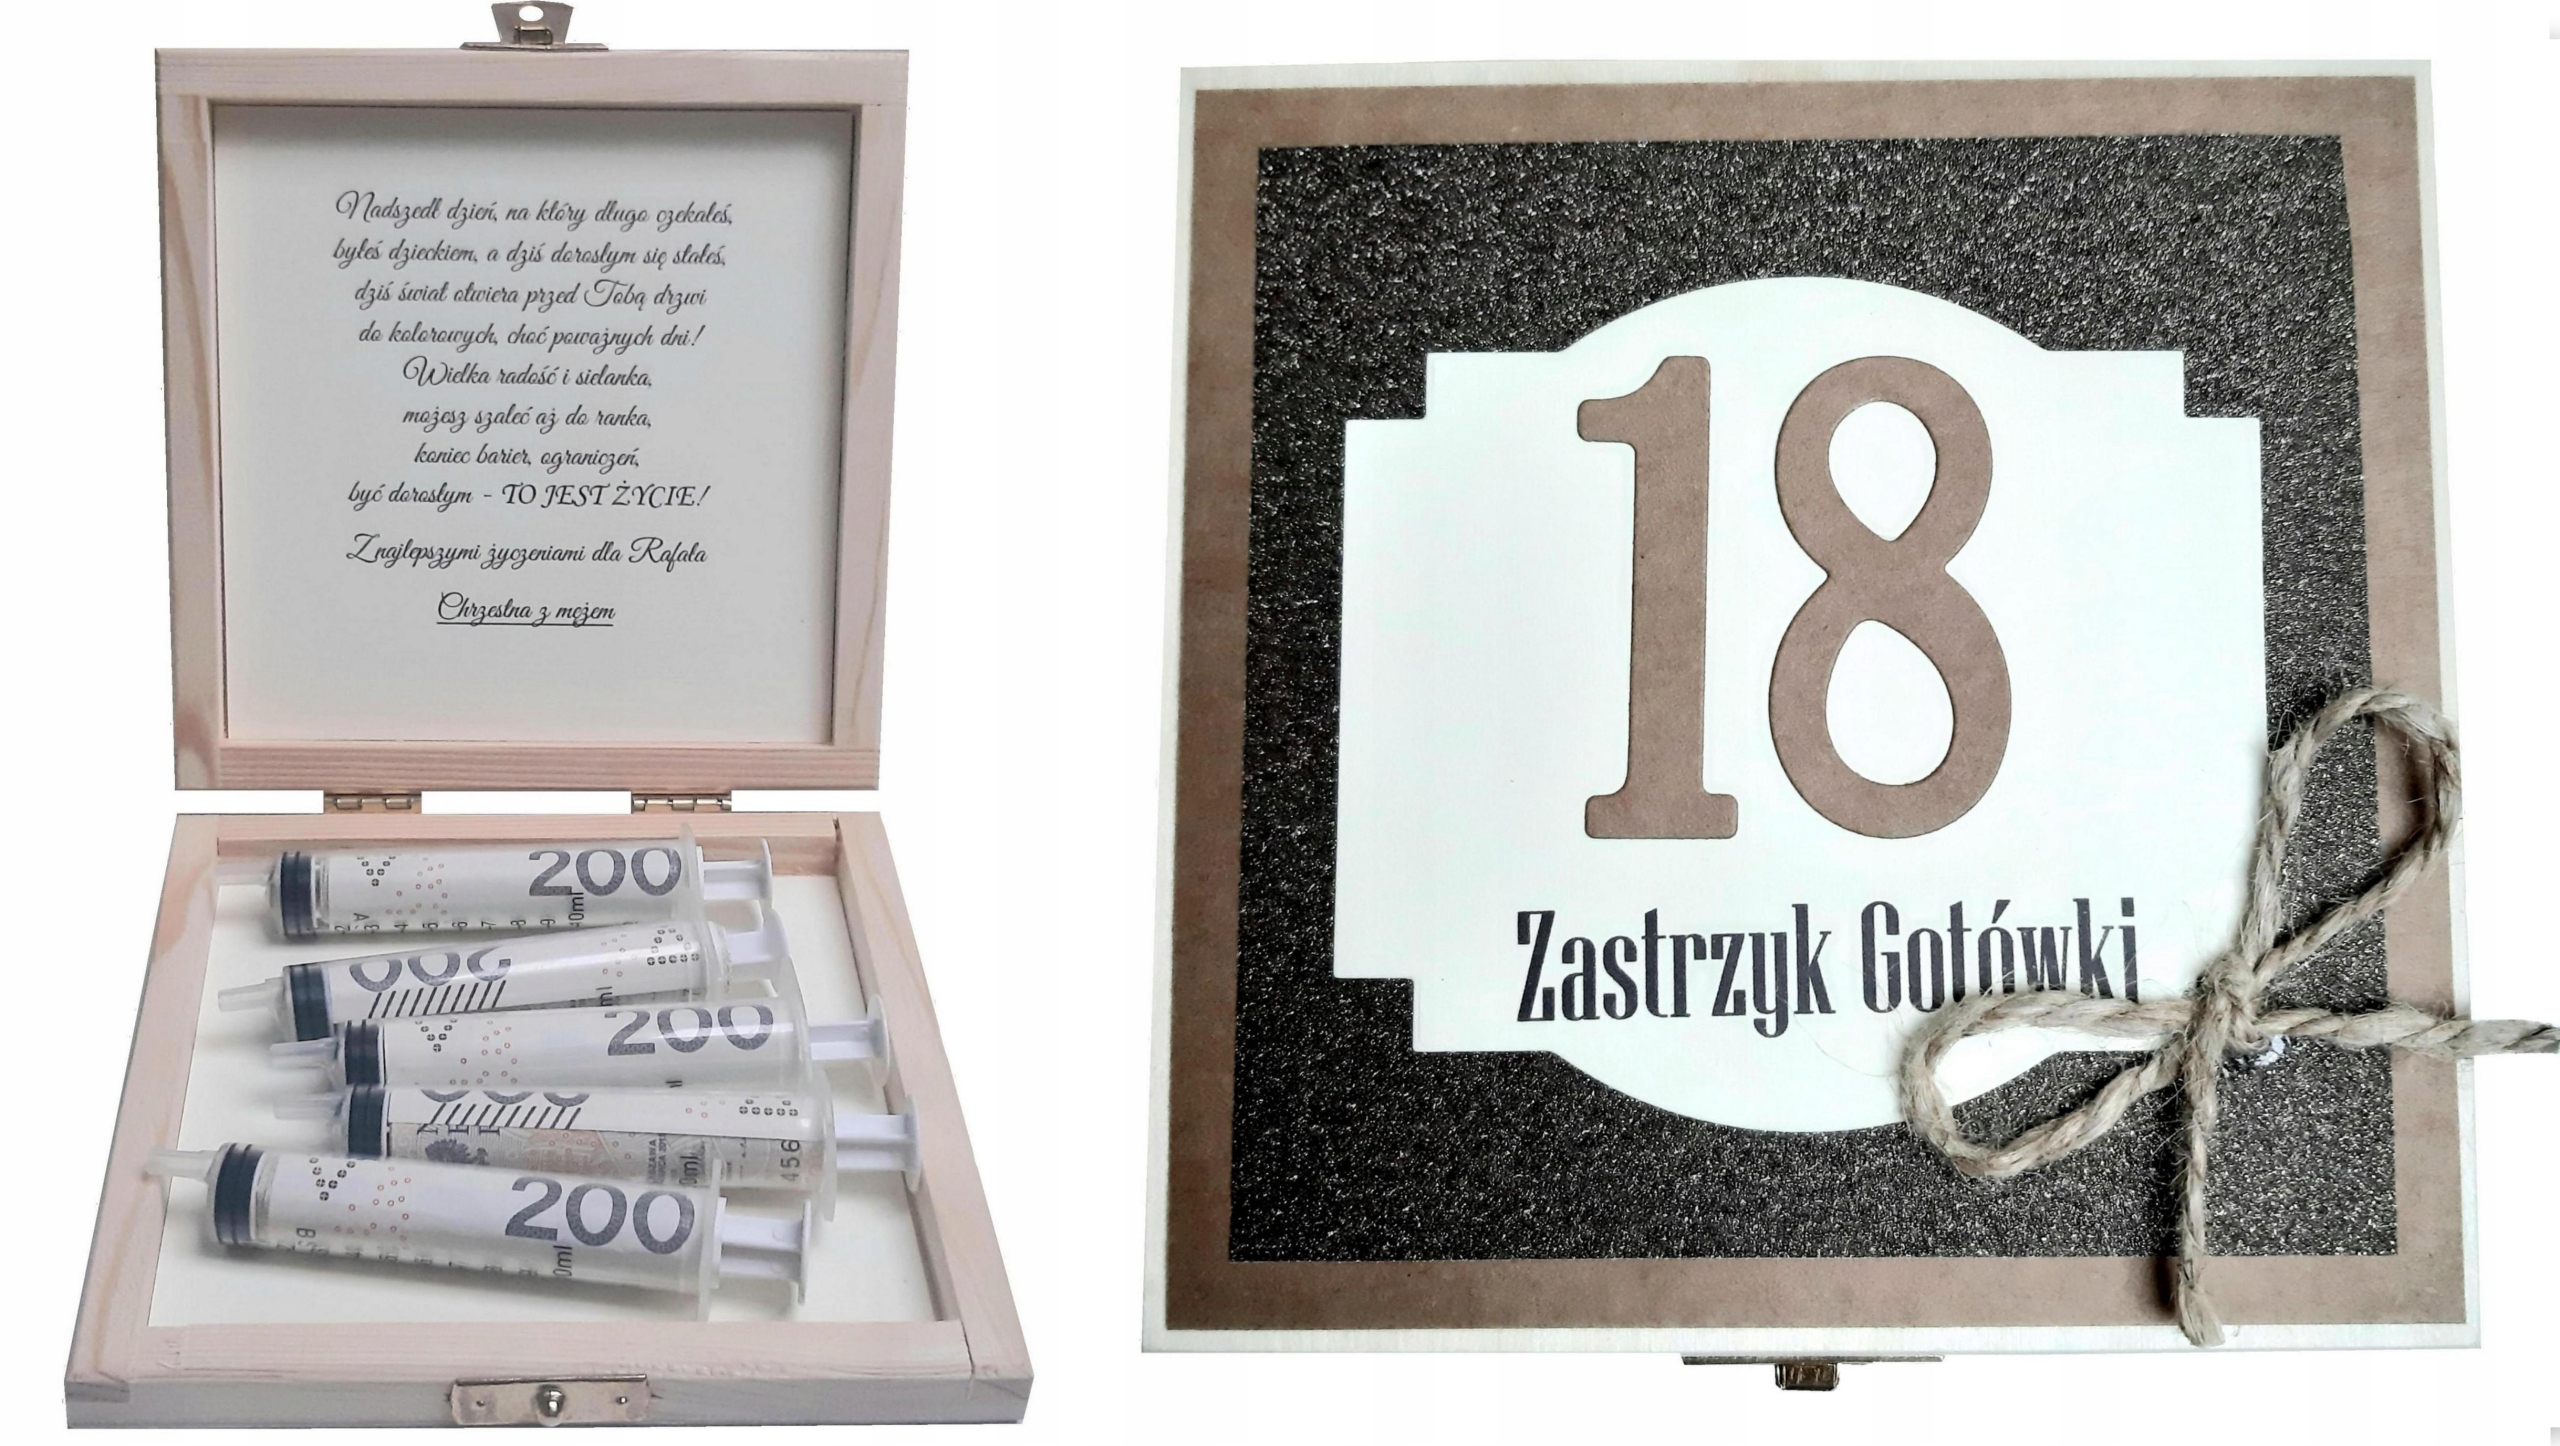 Nadszedł dzień, na który długo czekałeś,
byłeś dzieckiem, a dziś dorosłym się stałeś,
dziś świat otwiera przed Tobą drzwi
do kolorowych, choć poważnych dni!
Wielka radość i sielanka,
możesz szaleć aż do ranka,
koniec barier, ograniczeń,
być dorosłym - TO JEST ŻYCIE!
Z najlepszymi życzeniami dla Rafała
Chrzestna z mężem
200
200
200
200
18
Zastrzyk Gotówki